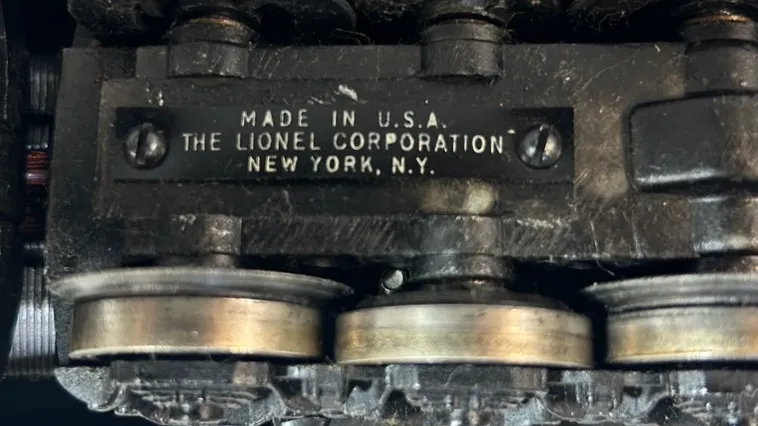 MADE IN U.S.A.
THE LIONEL CORPORATION
NEW YORK, N.Y.